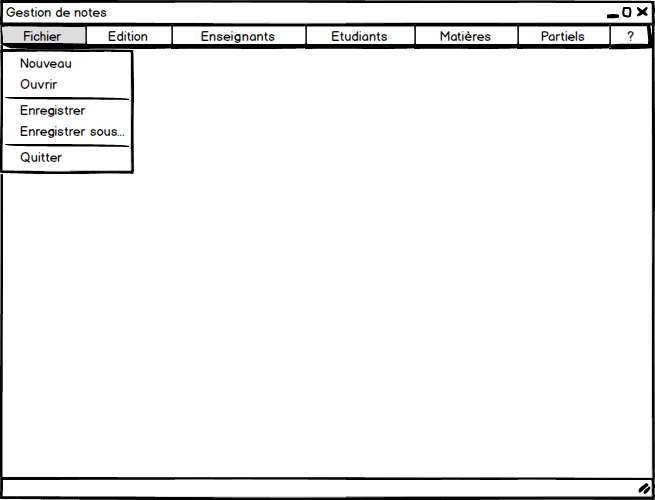 Gestion de notes
Fichier Edition Enseignants Etudiants Matières Partiels ?
Nouveau
Ouvrir
Enregistrer
Enregistrer sous...
Quitter